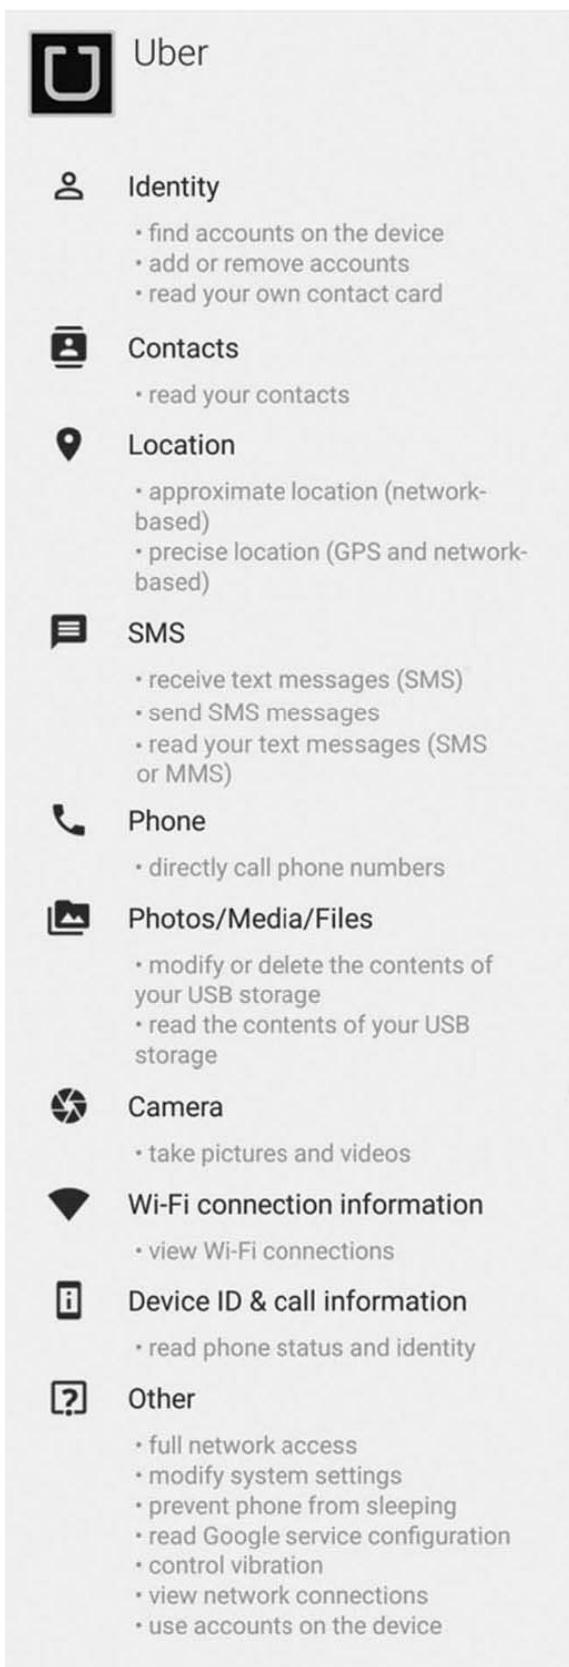 Uber
Identity
• find accounts on the device
• add or remove accounts
• read your own contact card
Contacts
• read your contacts
Location
• approximate location (network-
based)
• precise location (GPS and network-
based)
SMS
• receive text messages (SMS)
• send SMS messages
• read your text messages (SMS
or MMS)
Phone
• directly call phone numbers
Photos/Media/Files
• modify or delete the contents of
your USB storage
• read the contents of your USB
storage
Camera
• take pictures and videos
Wi-Fi connection information
• view Wi-Fi connections
Device ID & call information
• read phone status and identity
Other
• full network access
• modify system settings
• prevent phone from sleeping
• read Google service configuration
• control vibration
• view network connections
• use accounts on the device